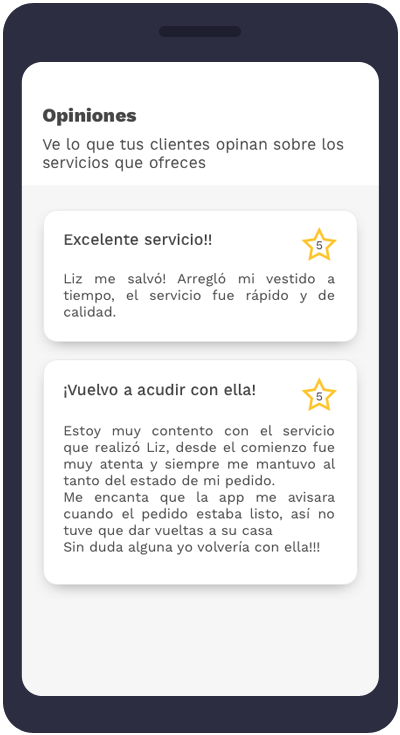 Opiniones
Ve lo que tus clientes opinan sobre los
servicios que ofreces
Excelente servicio!!
5
Liz me salvó! Arregló mi vestido a
tiempo, el servicio fue rápido y de
calidad.
¡Vuelvo a acudir con ella!
5
Estoy muy contento con el servicio
que realizó Liz, desde el comienzo fue
muy atenta y siempre me mantuvo al
tanto del estado de mi pedido.
Me encanta que la app me avisara
cuando el pedido estaba listo, así no
tuve que dar vueltas a su casa
Sin duda alguna yo volvería con ella!!!